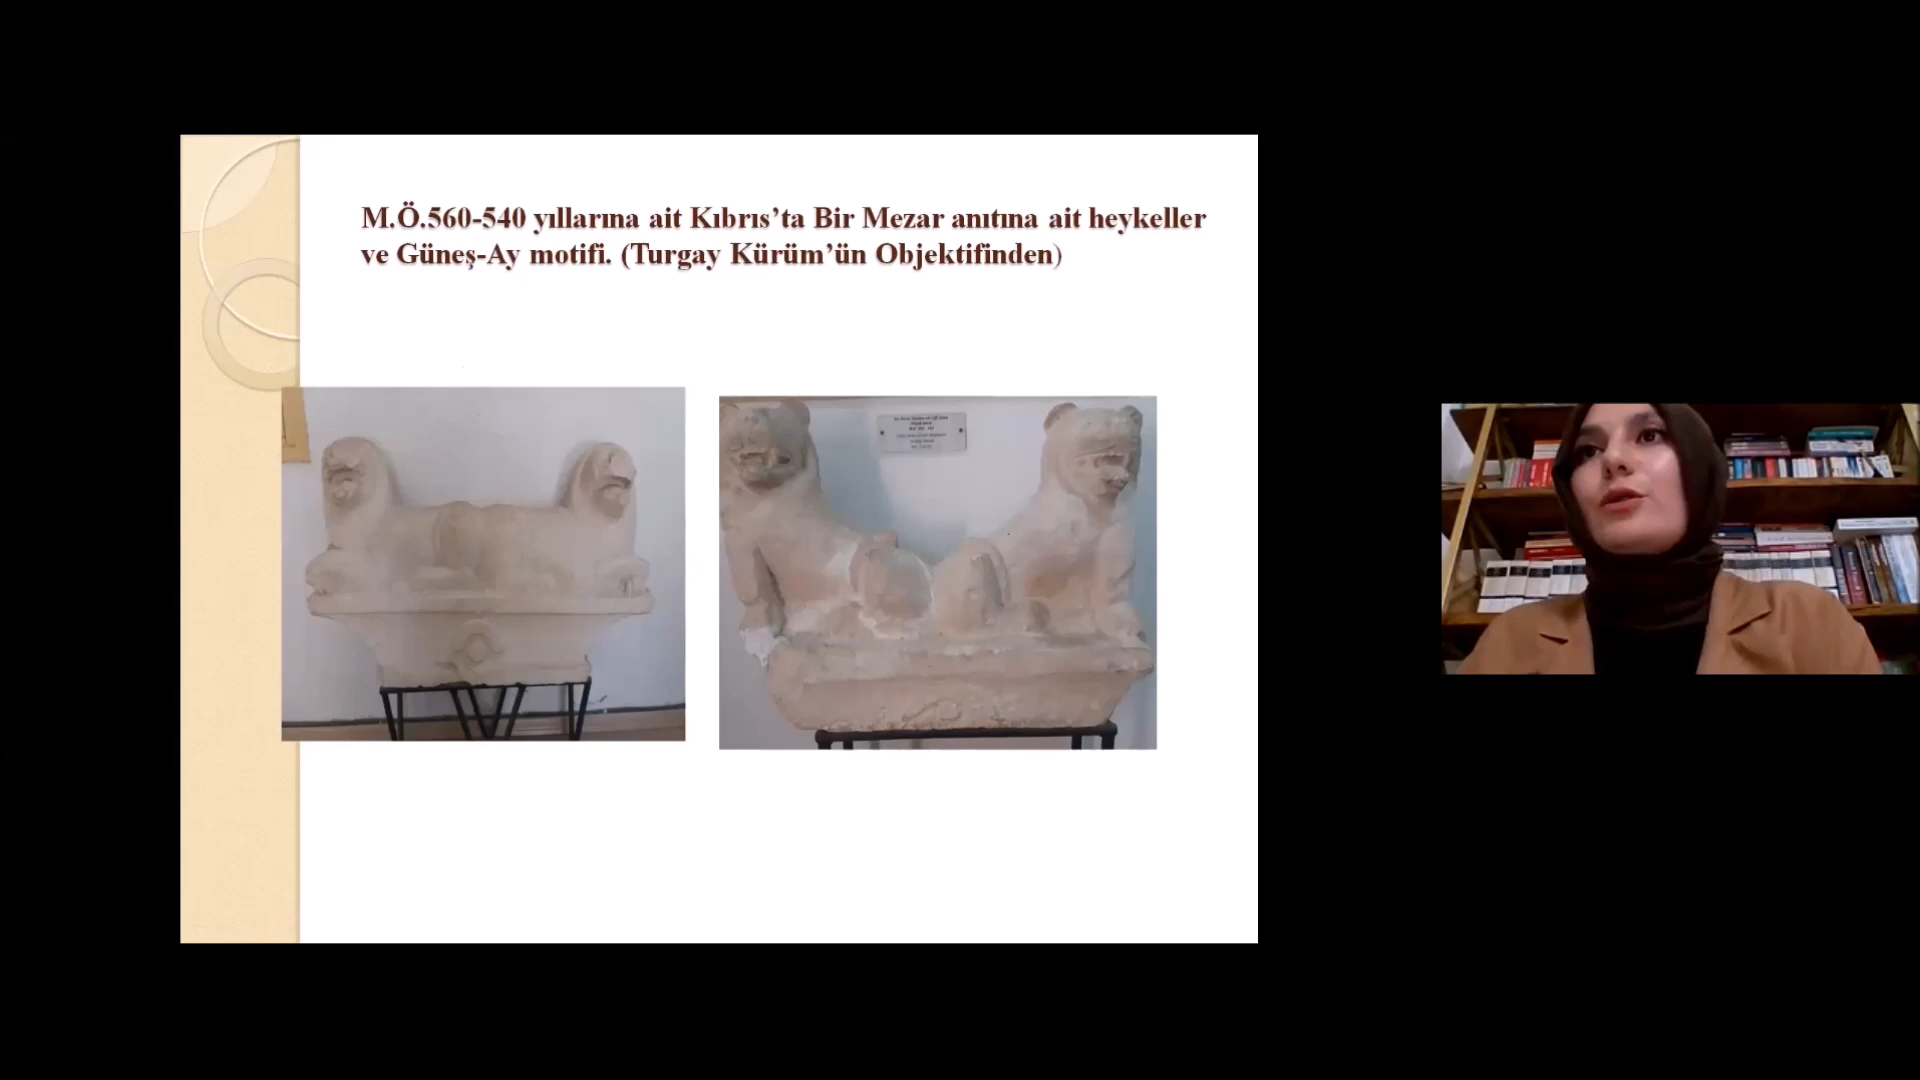 M.Ö.560-540 yıllarına ait Kıbrıs’ta Bir Mezar anıtına ait heykeller
ve Güneş-Ay motifi. (Turgay Kürüm’ün Objektifinden)